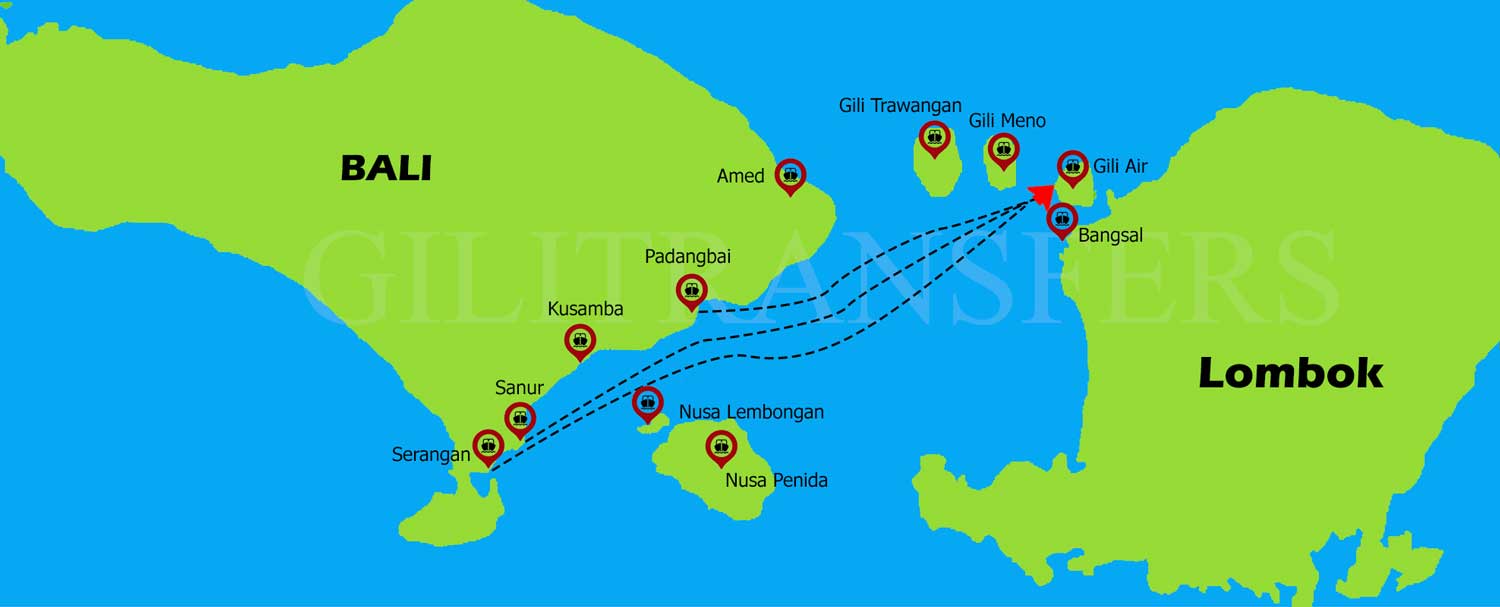 Gili Trawangan
Gili Meno
BALI
Amed
Gili Air
Bangsal
GILITRANSFERS
Padangbai
Kusamba
Lombok
Sanur
Nusa Lembongan
Serangan
Nusa Penida